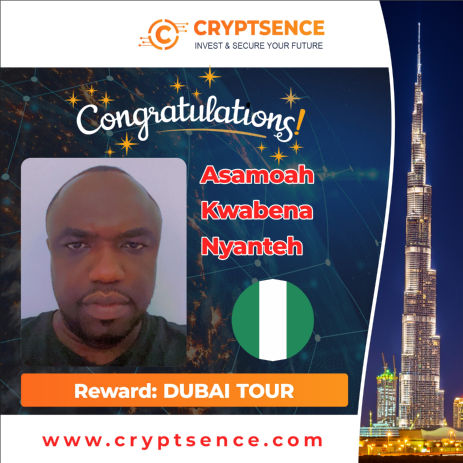 CRYPTSENCE
INVEST & SECURE YOUR FUTURE
Congratulations!
Asamoah
Kwabena
Nyanteh
Reward: DUBAI TOUR
www.cryptsence.com